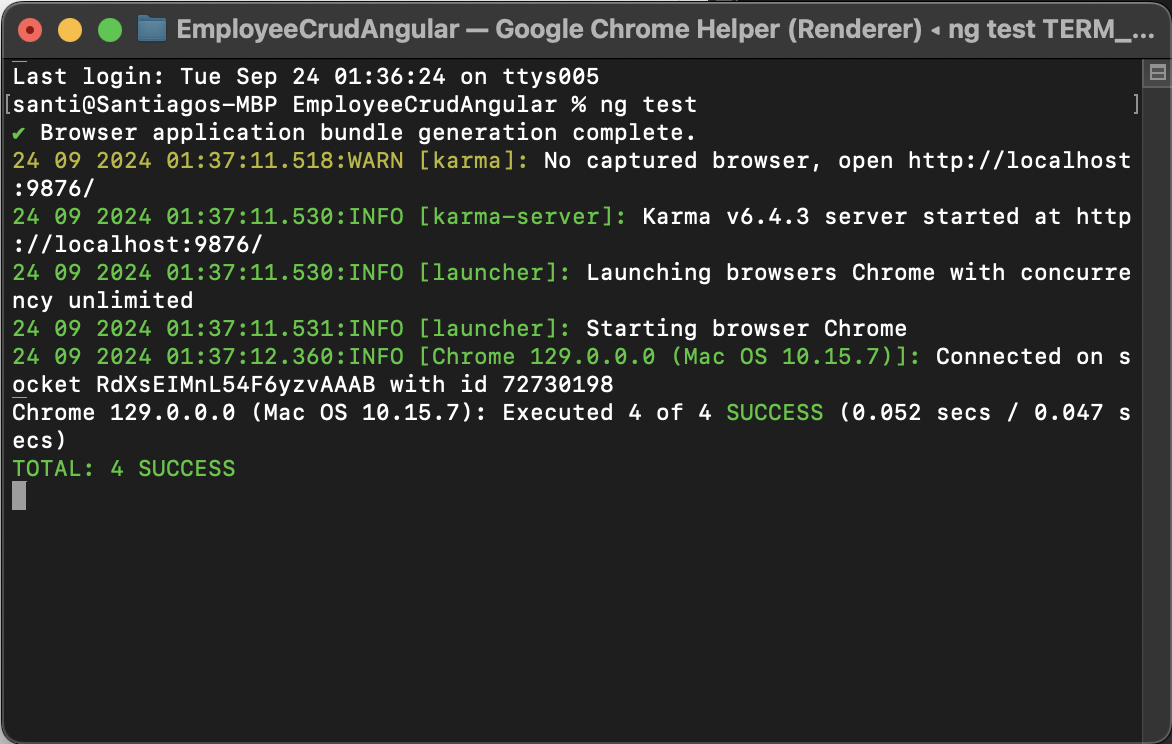 EmployeeCrudAngular — Google Chrome Helper (Renderer) ◂ ng test TERM_...
Last login: Tue Sep 24 01:36:24 on ttys005
[santi@Santiagos-MBP EmployeeCrudAngular % ng test ]
✔ Browser application bundle generation complete.
24 09 2024 01:37:11.518:WARN [karma]: No captured browser, open http://localhost
:9876/
24 09 2024 01:37:11.530:INFO [karma-server]: Karma v6.4.3 server started at http
://localhost:9876/
24 09 2024 01:37:11.530:INFO [launcher]: Launching browsers Chrome with concurre
ncy unlimited
24 09 2024 01:37:11.531:INFO [launcher]: Starting browser Chrome
24 09 2024 01:37:12.360:INFO [Chrome 129.0.0.0 (Mac OS 10.15.7)]: Connected on s
ocket RdXsEIMnL54F6yzvAAAB with id 72730198
Chrome 129.0.0.0 (Mac OS 10.15.7): Executed 4 of 4 SUCCESS (0.052 secs / 0.047 s
ecs)
TOTAL: 4 SUCCESS